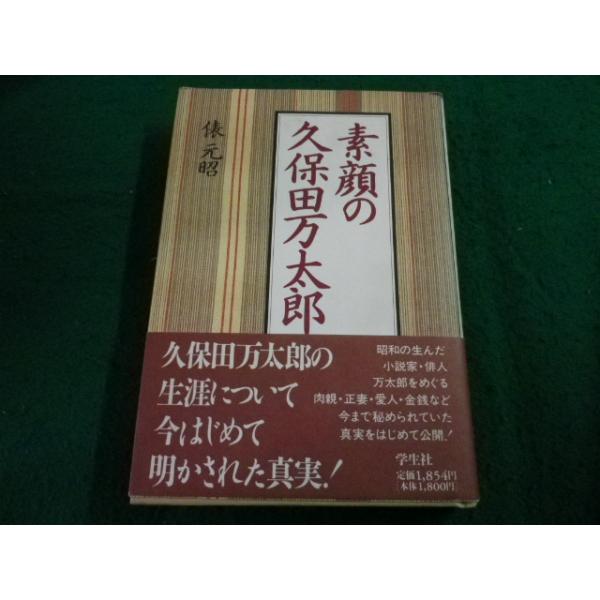 素顔の
久保田万太郎
俵元昭
久保田万太郎の
生涯について
今はじめて
明かされた真実!
昭和の生んだ
小説家・俳人
万太郎をめぐる
肉親・正妻・愛人・金銭など
今まで秘められていた
真実をはじめて公開!
学生社
定価1,854円
[本体1,800円]